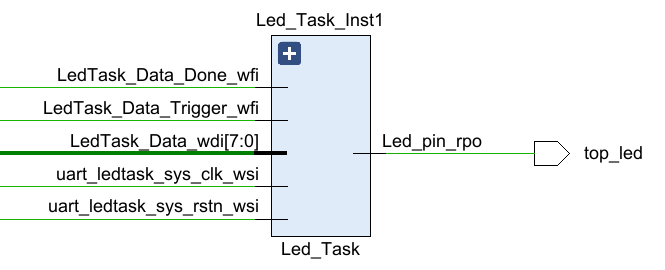 Led_Task_Inst1
LedTask_Data_Done_wfi
LedTask_Data_Trigger_wfi
LedTask_Data_wdi[7:0]
Led_pin_rpo
top_led
uart_ledtask_sys_clk_wsi
uart_ledtask_sys_rstn_wsi
Led_Task